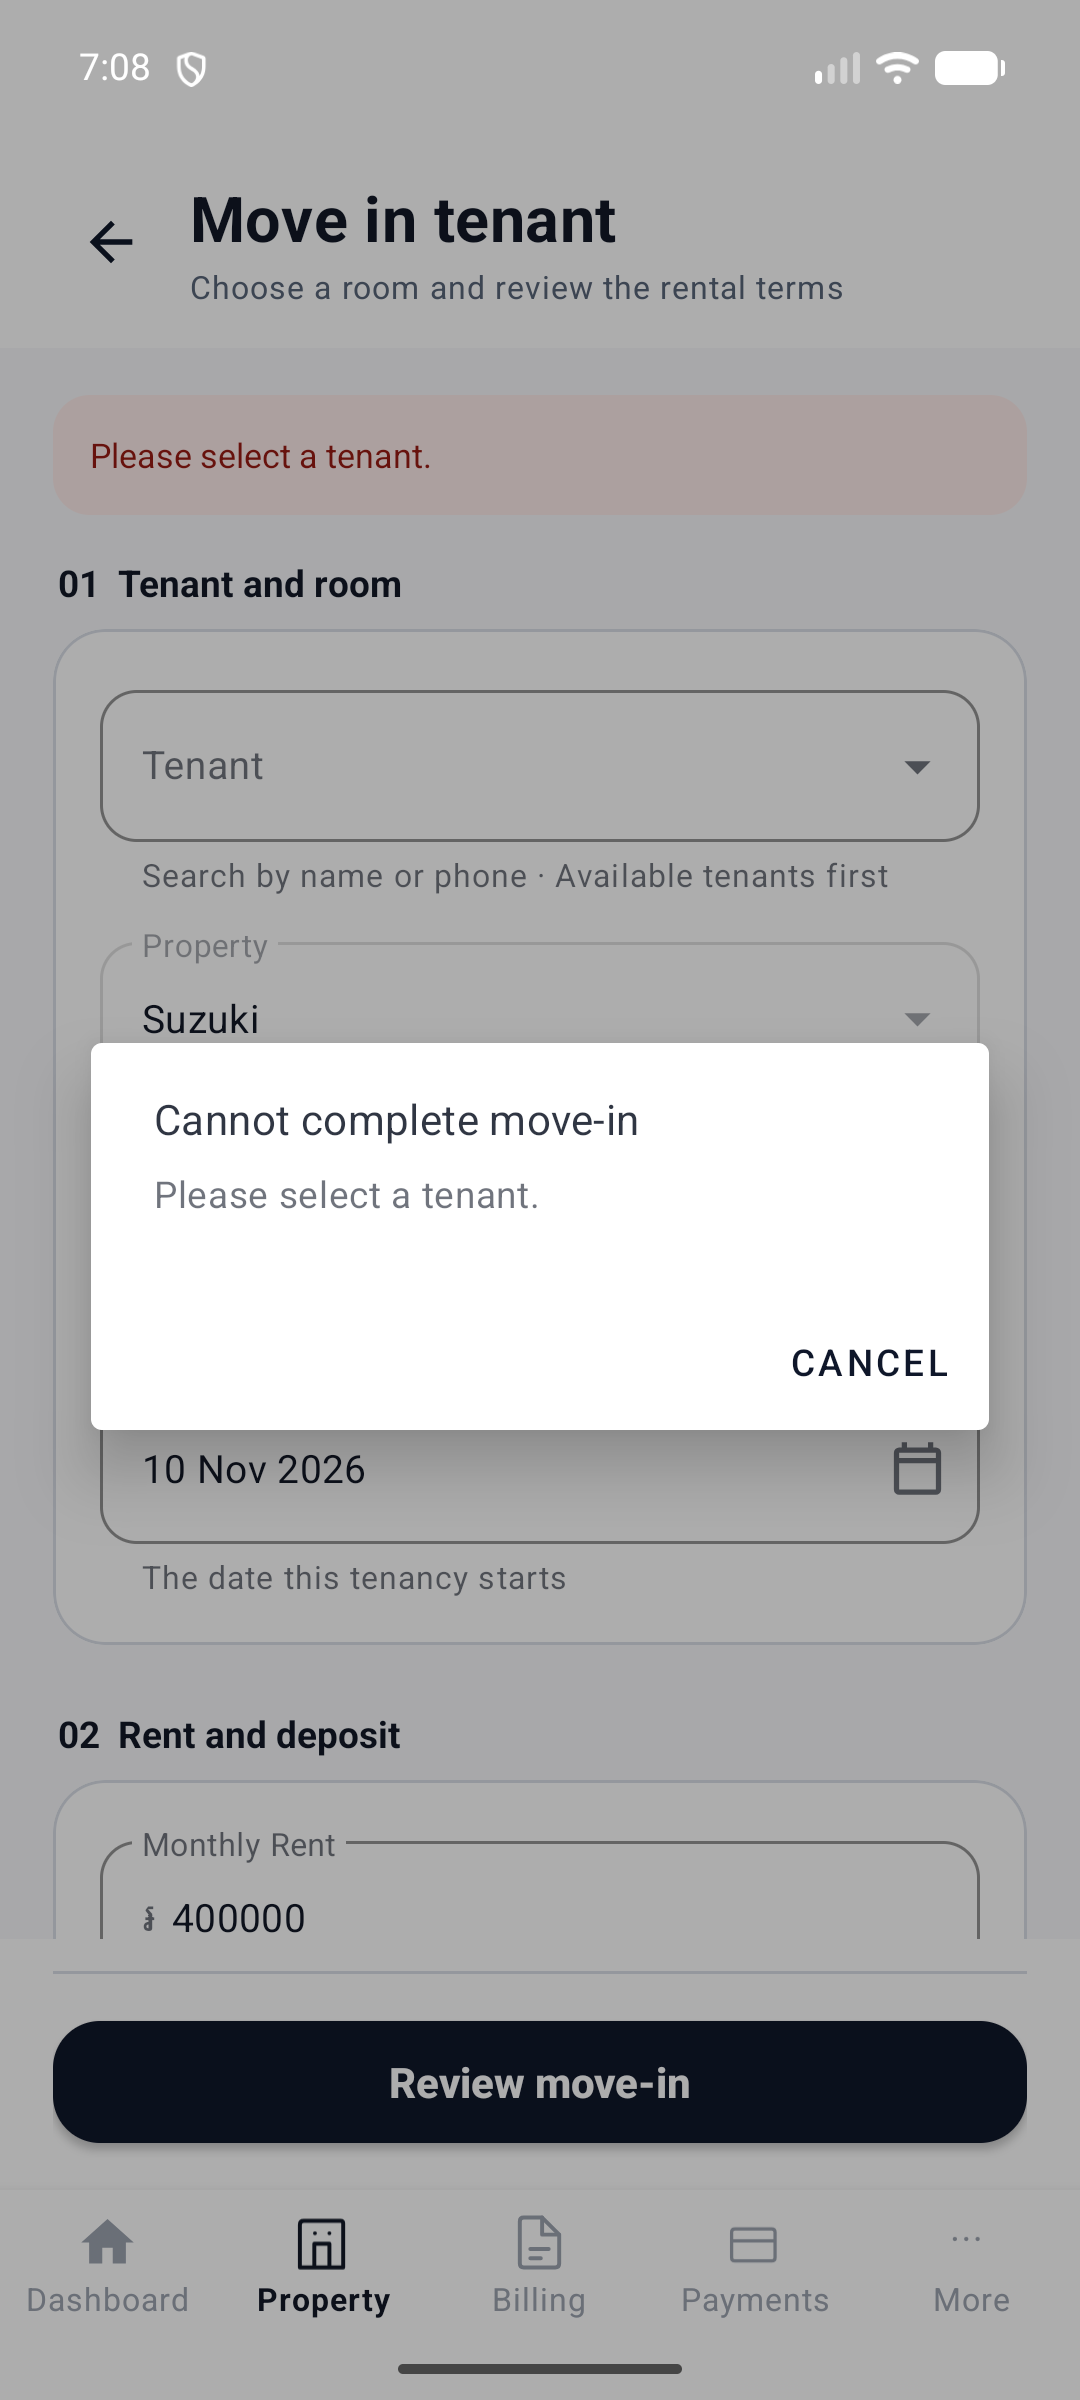 7:08
Move in tenant
Choose a room and review the rental terms
Please select a tenant.
01 Tenant and room
Tenant
Search by name or phone · Available tenants first
Property
Suzuki
Cannot complete move-in
Please select a tenant.
CANCEL
10 Nov 2026
The date this tenancy starts
02 Rent and deposit
Monthly Rent
400000
Review move-in
Dashboard
Property
Billing
Payments
More